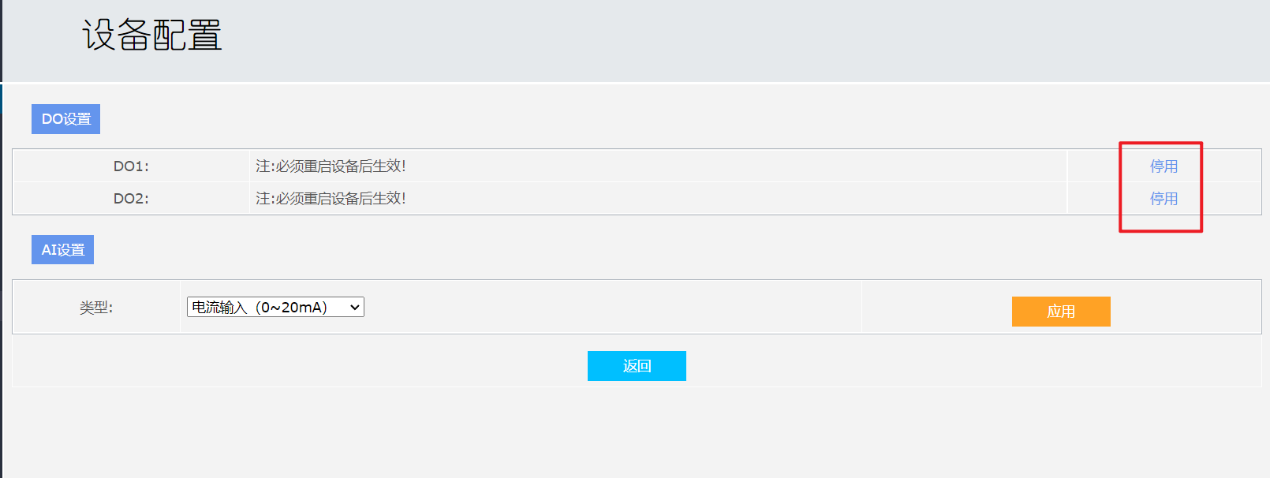 设备配置
DO设置
DO1: 注:必须重启设备后生效! 停用
DO2: 注:必须重启设备后生效! 停用
AI设置
类型: 电流输入（0~20mA） 应用
返回